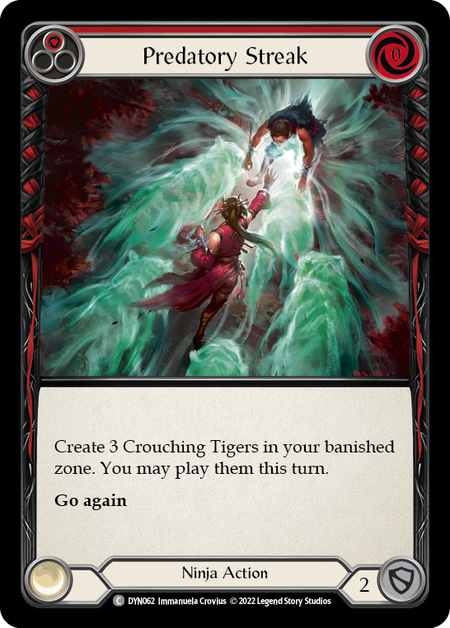 Predatory Streak
0
Create 3 Crouching Tigers in your banished
zone. You may play them this turn.
Go again
Ninja Action
2
C DYN062 Immanuela Crovius © 2022 Legend Story Studios